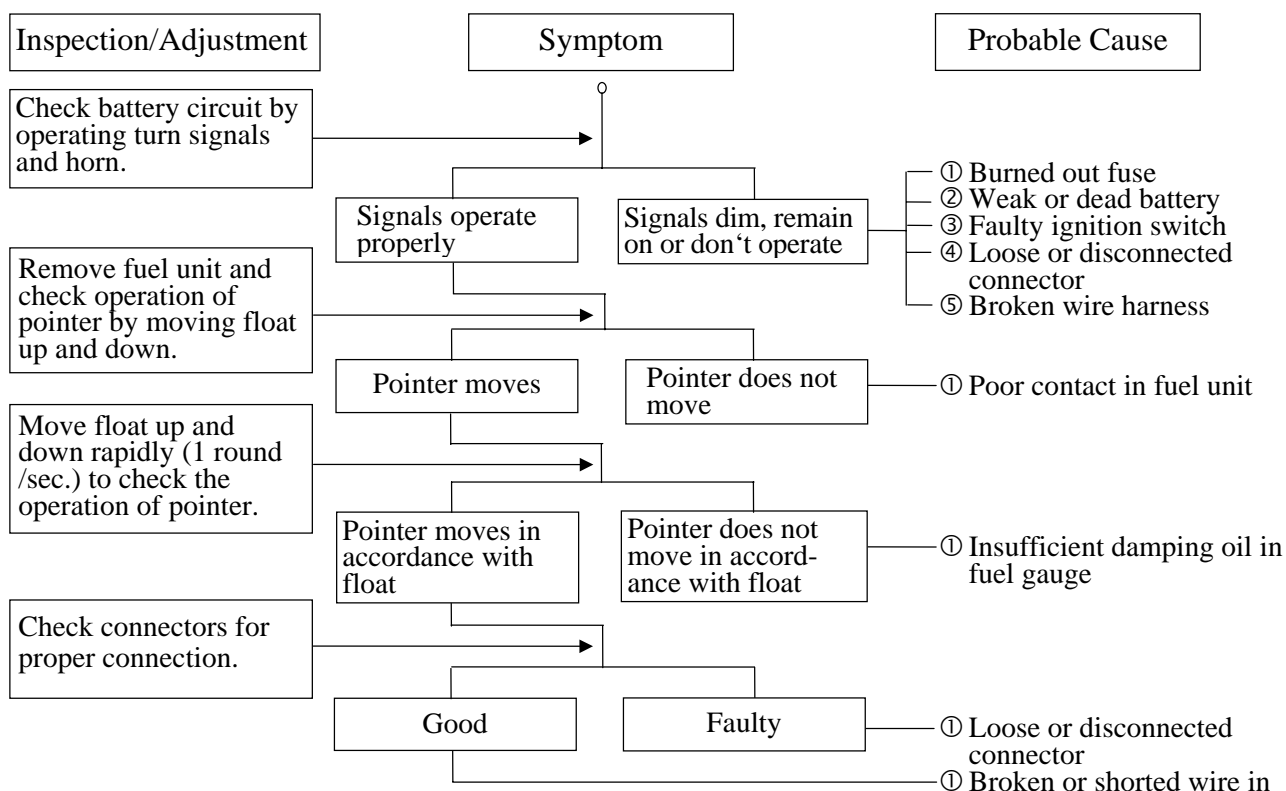 Inspection/Adjustment
Symptom
Probable Cause
Check battery circuit by
operating turn signals
and horn.
Signals operate
properly
Signals dim, remain
on or don‘t operate
① Burned out fuse
② Weak or dead battery
③ Faulty ignition switch
④ Loose or disconnected
connector
⑤ Broken wire harness
Remove fuel unit and
check operation of
pointer by moving float
up and down.
Pointer moves
Pointer does not
move
① Poor contact in fuel unit
Move float up and
down rapidly (1 round
/sec.) to check the
operation of pointer.
Pointer moves in
accordance with
float
Pointer does not
move in accord-
ance with float
① Insufficient damping oil in
fuel gauge
Check connectors for
proper connection.
Good
Faulty
① Loose or disconnected
connector
① Broken or shorted wire in